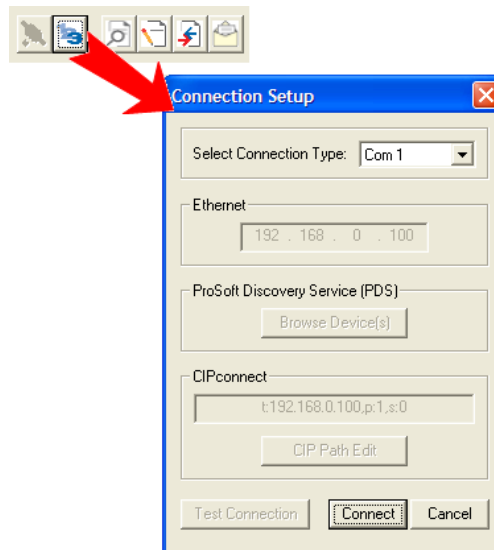 Connection Setup
Select Connection Type: Com 1
Ethernet
192 . 168 . 0 . 100
ProSoft Discovery Service (PDS)
Browse Device(s)
CIPconnect
t:192.168.0.100,p:1,s:0
CIP Path Edit
Test Connection Connect Cancel